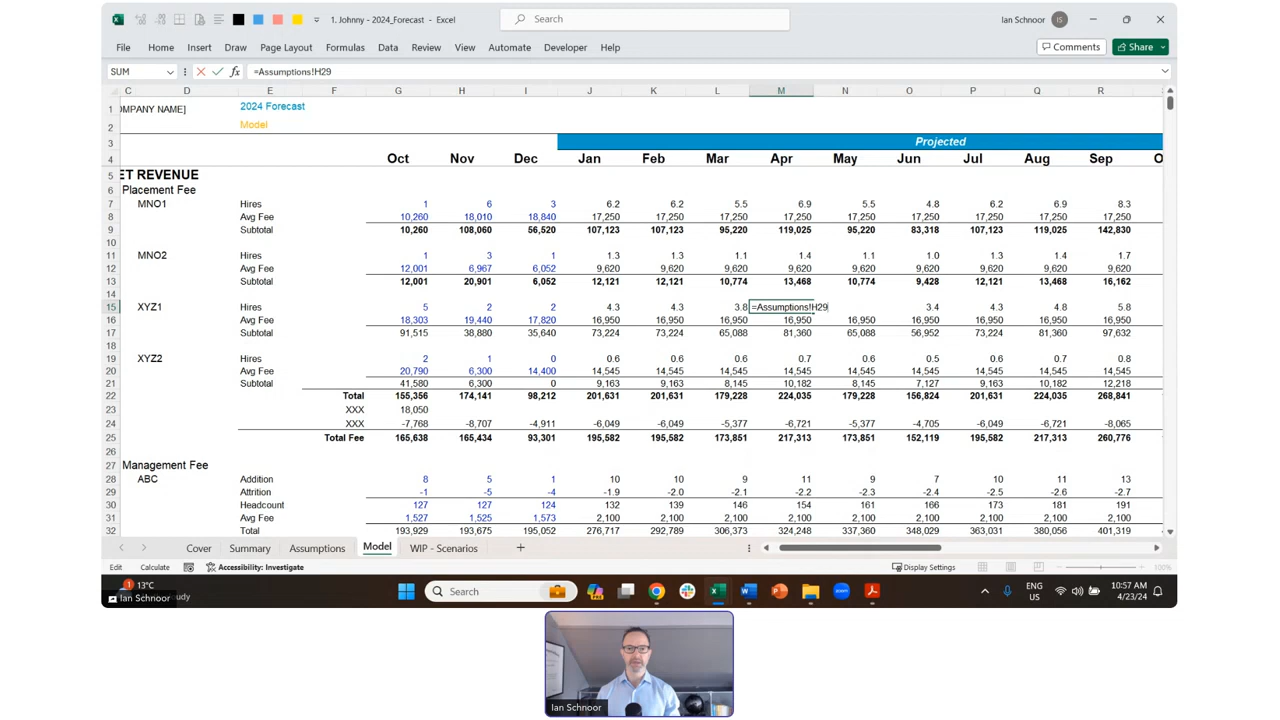 1. Johnny - 2024_Forecast - Excel
Search
Ian Schnoor
IS
File Home Insert Draw Page Layout Formulas Data Review View Automate Developer Help
Comments
Share
SUM
fx
=Assumptions!H29
C D E F G H I J K L M N O P Q R
1 OMPANY NAME] 2024 Forecast
2 Model
3 Projected
4 Oct Nov Dec Jan Feb Mar Apr May Jun Jul Aug Sep O
5 ET REVENUE
6 Placement Fee
7 MNO1 Hires 1 6 3 6.2 6.2 5.5 6.9 5.5 4.8 6.2 6.9 8.3
8 Avg Fee 10,260 18,010 18,840 17,250 17,250 17,250 17,250 17,250 17,250 17,250 17,250 17,250
9 Subtotal 10,260 108,060 56,520 107,123 107,123 95,220 119,025 95,220 83,318 107,123 119,025 142,830
10
11 MNO2 Hires 1 3 1 1.3 1.3 1.1 1.4 1.1 1.0 1.3 1.4 1.7
12 Avg Fee 12,001 6,967 6,052 9,620 9,620 9,620 9,620 9,620 9,620 9,620 9,620 9,620
13 Subtotal 12,001 20,901 6,052 12,121 12,121 10,774 13,468 10,774 9,428 12,121 13,468 16,162
14
15 XYZ1 Hires 5 2 2 4.3 4.3 3.8 =Assumptions!H29 3.4 4.3 4.8 5.8
16 Avg Fee 18,303 19,440 17,820 16,950 16,950 16,950 16,950 16,950 16,950 16,950 16,950 16,950
17 Subtotal 91,515 38,880 35,640 73,224 73,224 65,088 81,360 65,088 56,952 73,224 81,360 97,632
18
19 XYZ2 Hires 2 1 0 0.6 0.6 0.6 0.7 0.6 0.5 0.6 0.7 0.8
20 Avg Fee 20,790 6,300 14,400 14,545 14,545 14,545 14,545 14,545 14,545 14,545 14,545 14,545
21 Subtotal 41,580 6,300 0 9,163 9,163 8,145 10,182 8,145 7,127 9,163 10,182 12,218
22 Total 155,356 174,141 98,212 201,631 201,631 179,228 224,035 179,228 156,824 201,631 224,035 268,841
23 XXX 18,050
24 XXX -7,768 -8,707 -4,911 -6,049 -6,049 -5,377 -6,721 -5,377 -4,705 -6,049 -6,721 -8,065
25 Total Fee 165,638 165,434 93,301 195,582 195,582 173,851 217,313 173,851 152,119 195,582 217,313 260,776
26
27 Management Fee
28 ABC Addition 8 5 1 10 10 9 11 9 7 10 11 13
29 Attrition -1 -5 -4 -1.9 -2.0 -2.1 -2.2 -2.3 -2.4 -2.5 -2.6 -2.7
30 Headcount 127 127 124 132 139 146 154 161 166 173 181 191
31 Avg Fee 1,527 1,525 1,573 2,100 2,100 2,100 2,100 2,100 2,100 2,100 2,100 2,100
32 Total 193,929 193,675 195,052 276,717 292,789 306,373 324,248 337,360 348,029 363,031 380,056 401,319
Cover Summary Assumptions Model WIP - Scenarios
Edit Calculate Accessibility: Investigate Display Settings 100%
1 13°C
Ian Schnoor udy
Search
ENG
US
10:57 AM
4/23/24
Ian Schnoor